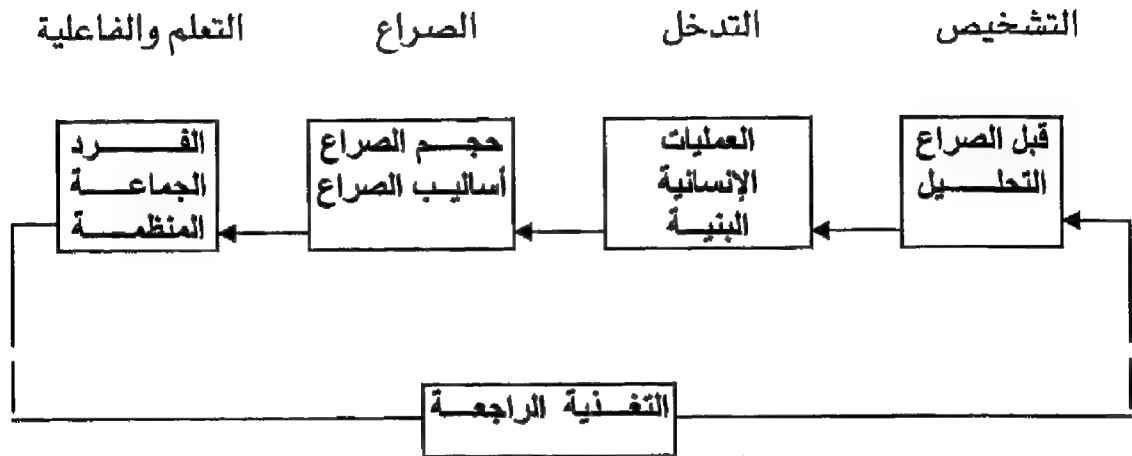 التشخيص
التدخل
الصراع
التعلم والفاعلية
قبل الصراع
التحليل
العمليات
الإنسانية
البنية
حجم الصراع
أساليب الصراع
الفرد
الجماعة
المنظمة
التغذية الراجعة